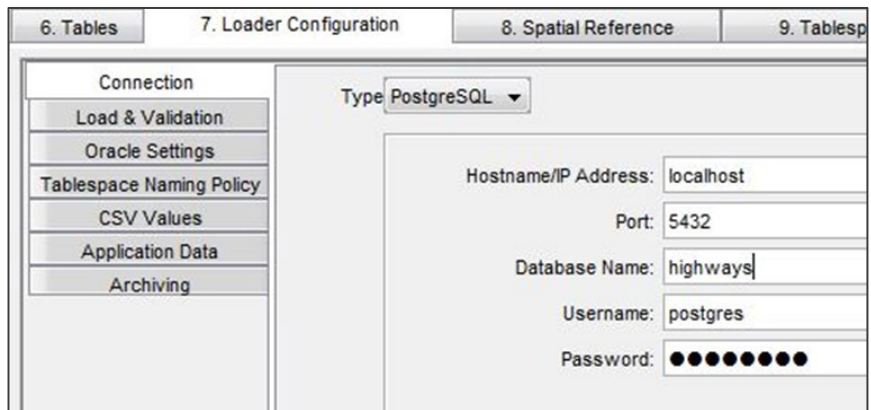 6. Tables
7. Loader Configuration
8. Spatial Reference
9. Tablesp
Connection
Load & Validation
Oracle Settings
Tablespace Naming Policy
CSV Values
Application Data
Archiving
Type PostgreSQL
Hostname/IP Address: localhost
Port: 5432
Database Name: highways
Username: postgres
Password: ●●●●●●●●